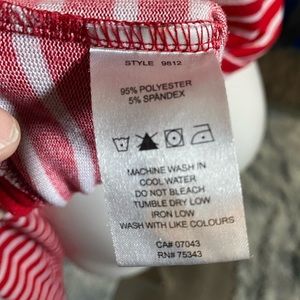 STYLE 9612
95% POLYESTER
5% SPANDEX
MACHINE WASH IN
COOL WATER
DO NOT BLEACH
TUMBLE DRY LOW
IRON LOW
WASH WITH LIKE COLOURS
CA# 07043
RN# 75343